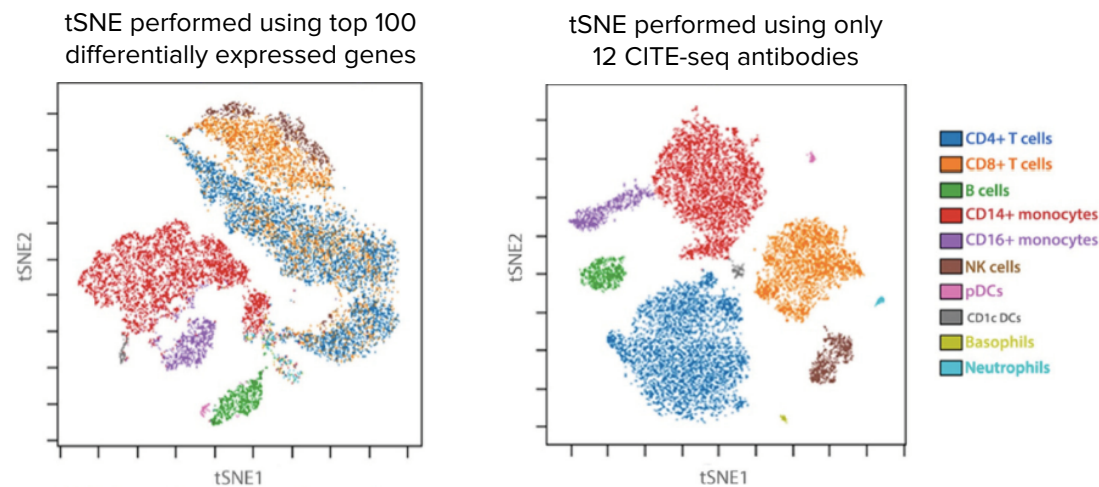 tSNE performed using top 100
differentially expressed genes
tSNE2
tSNE1
tSNE performed using only
12 CITE-seq antibodies
tSNE2
tSNE1
CD4+ T cells
CD8+ T cells
B cells
CD14+ monocytes
CD16+ monocytes
NK cells
pDCs
CD1c DCs
Basophils
Neutrophils